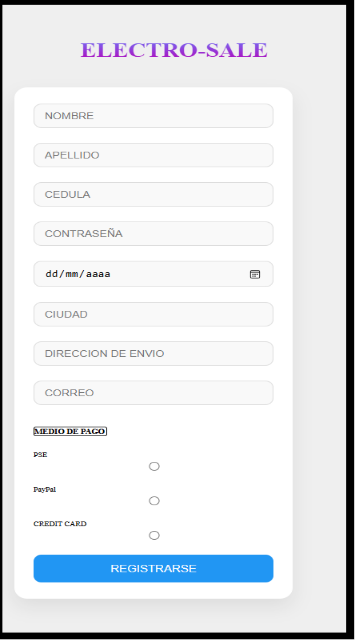 ELECTRO-SALE
NOMBRE
APELLIDO
CEDULA
CONTRASEÑA
dd/mm/aaaa
CIUDAD
DIRECCION DE ENVIO
CORREO
MEDIO DE PAGO
PSE
PayPal
CREDIT CARD
REGISTRARSE